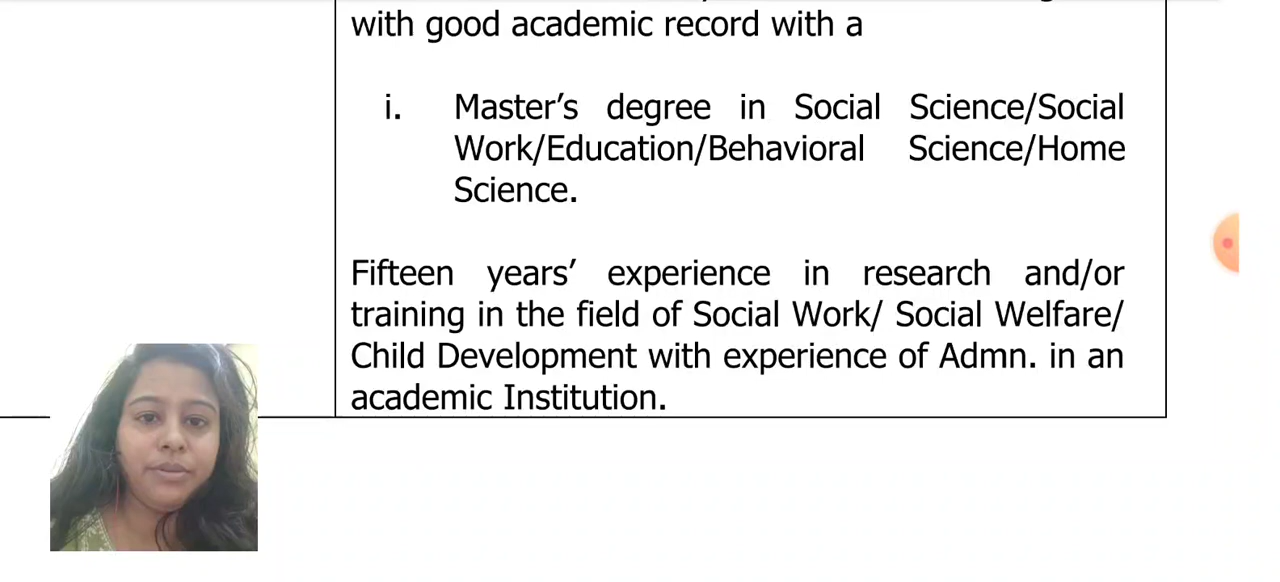 with good academic record with a
i. Master’s degree in Social Science/Social
Work/Education/Behavioral Science/Home
Science.
Fifteen years’ experience in research and/or
training in the field of Social Work/ Social Welfare/
Child Development with experience of Admn. in an
academic Institution.